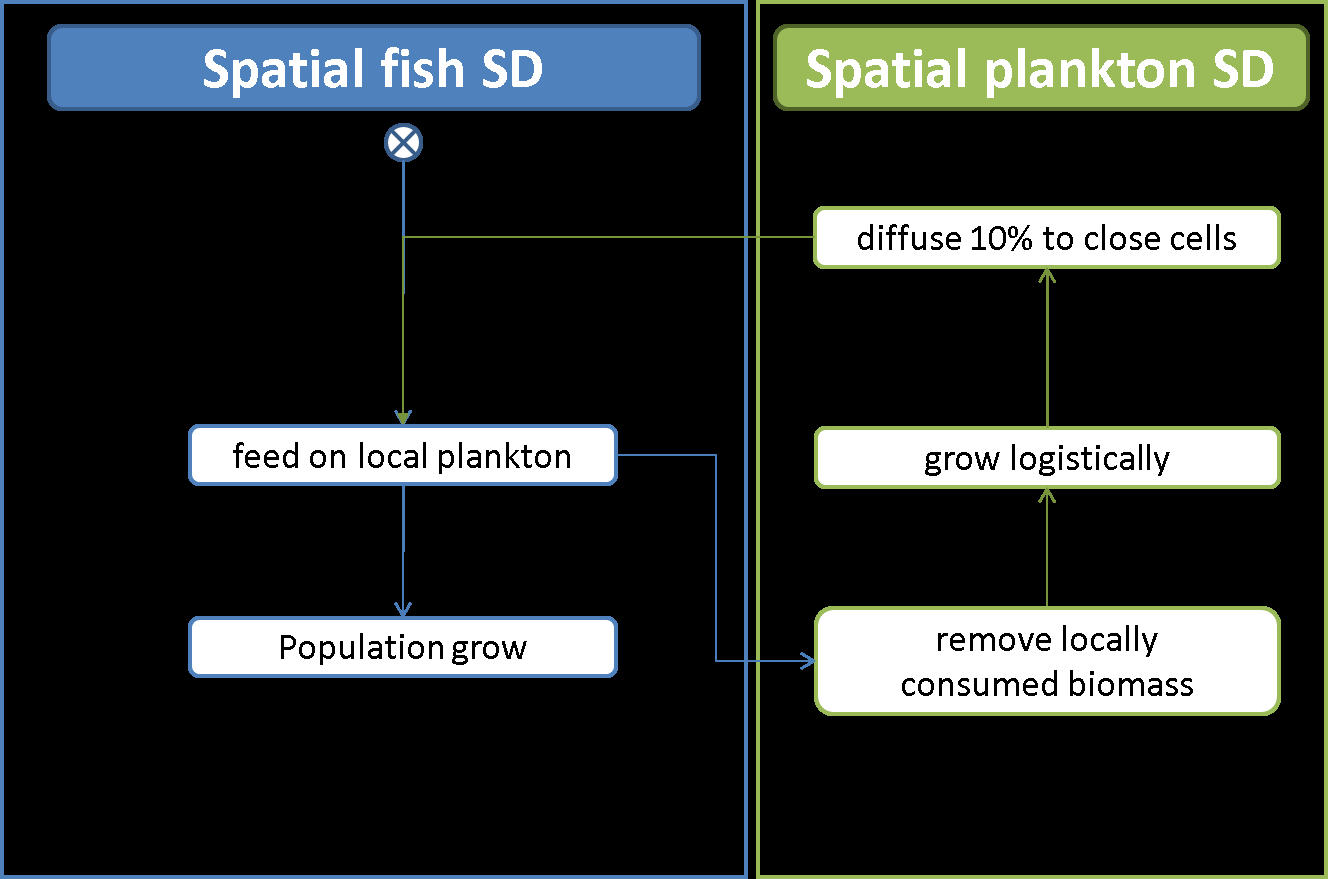 Spatial fish SD
Spatial plankton SD
diffuse 10% to close cells
feed on local plankton
grow logistically
Population grow
remove locally
consumed biomass